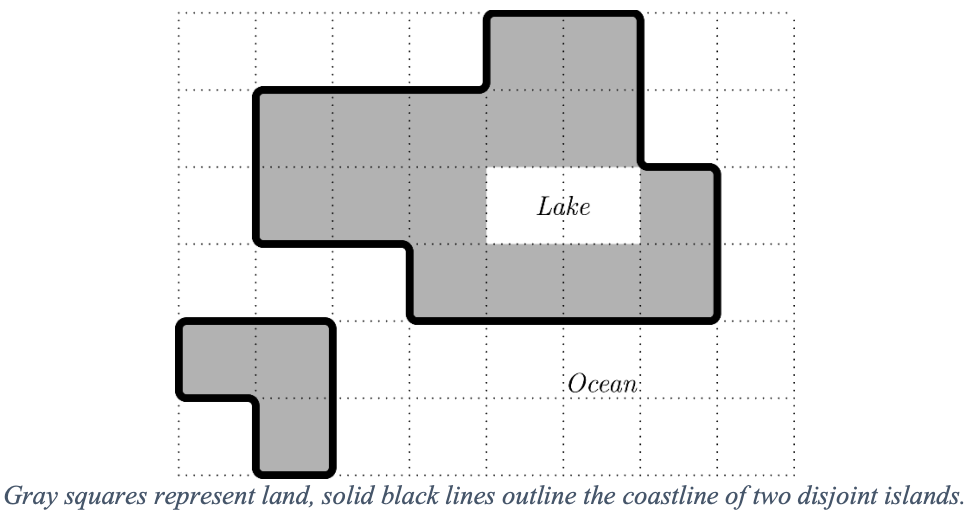 Lake
Ocean
Gray squares represent land, solid black lines outline the coastline of two disjoint islands.